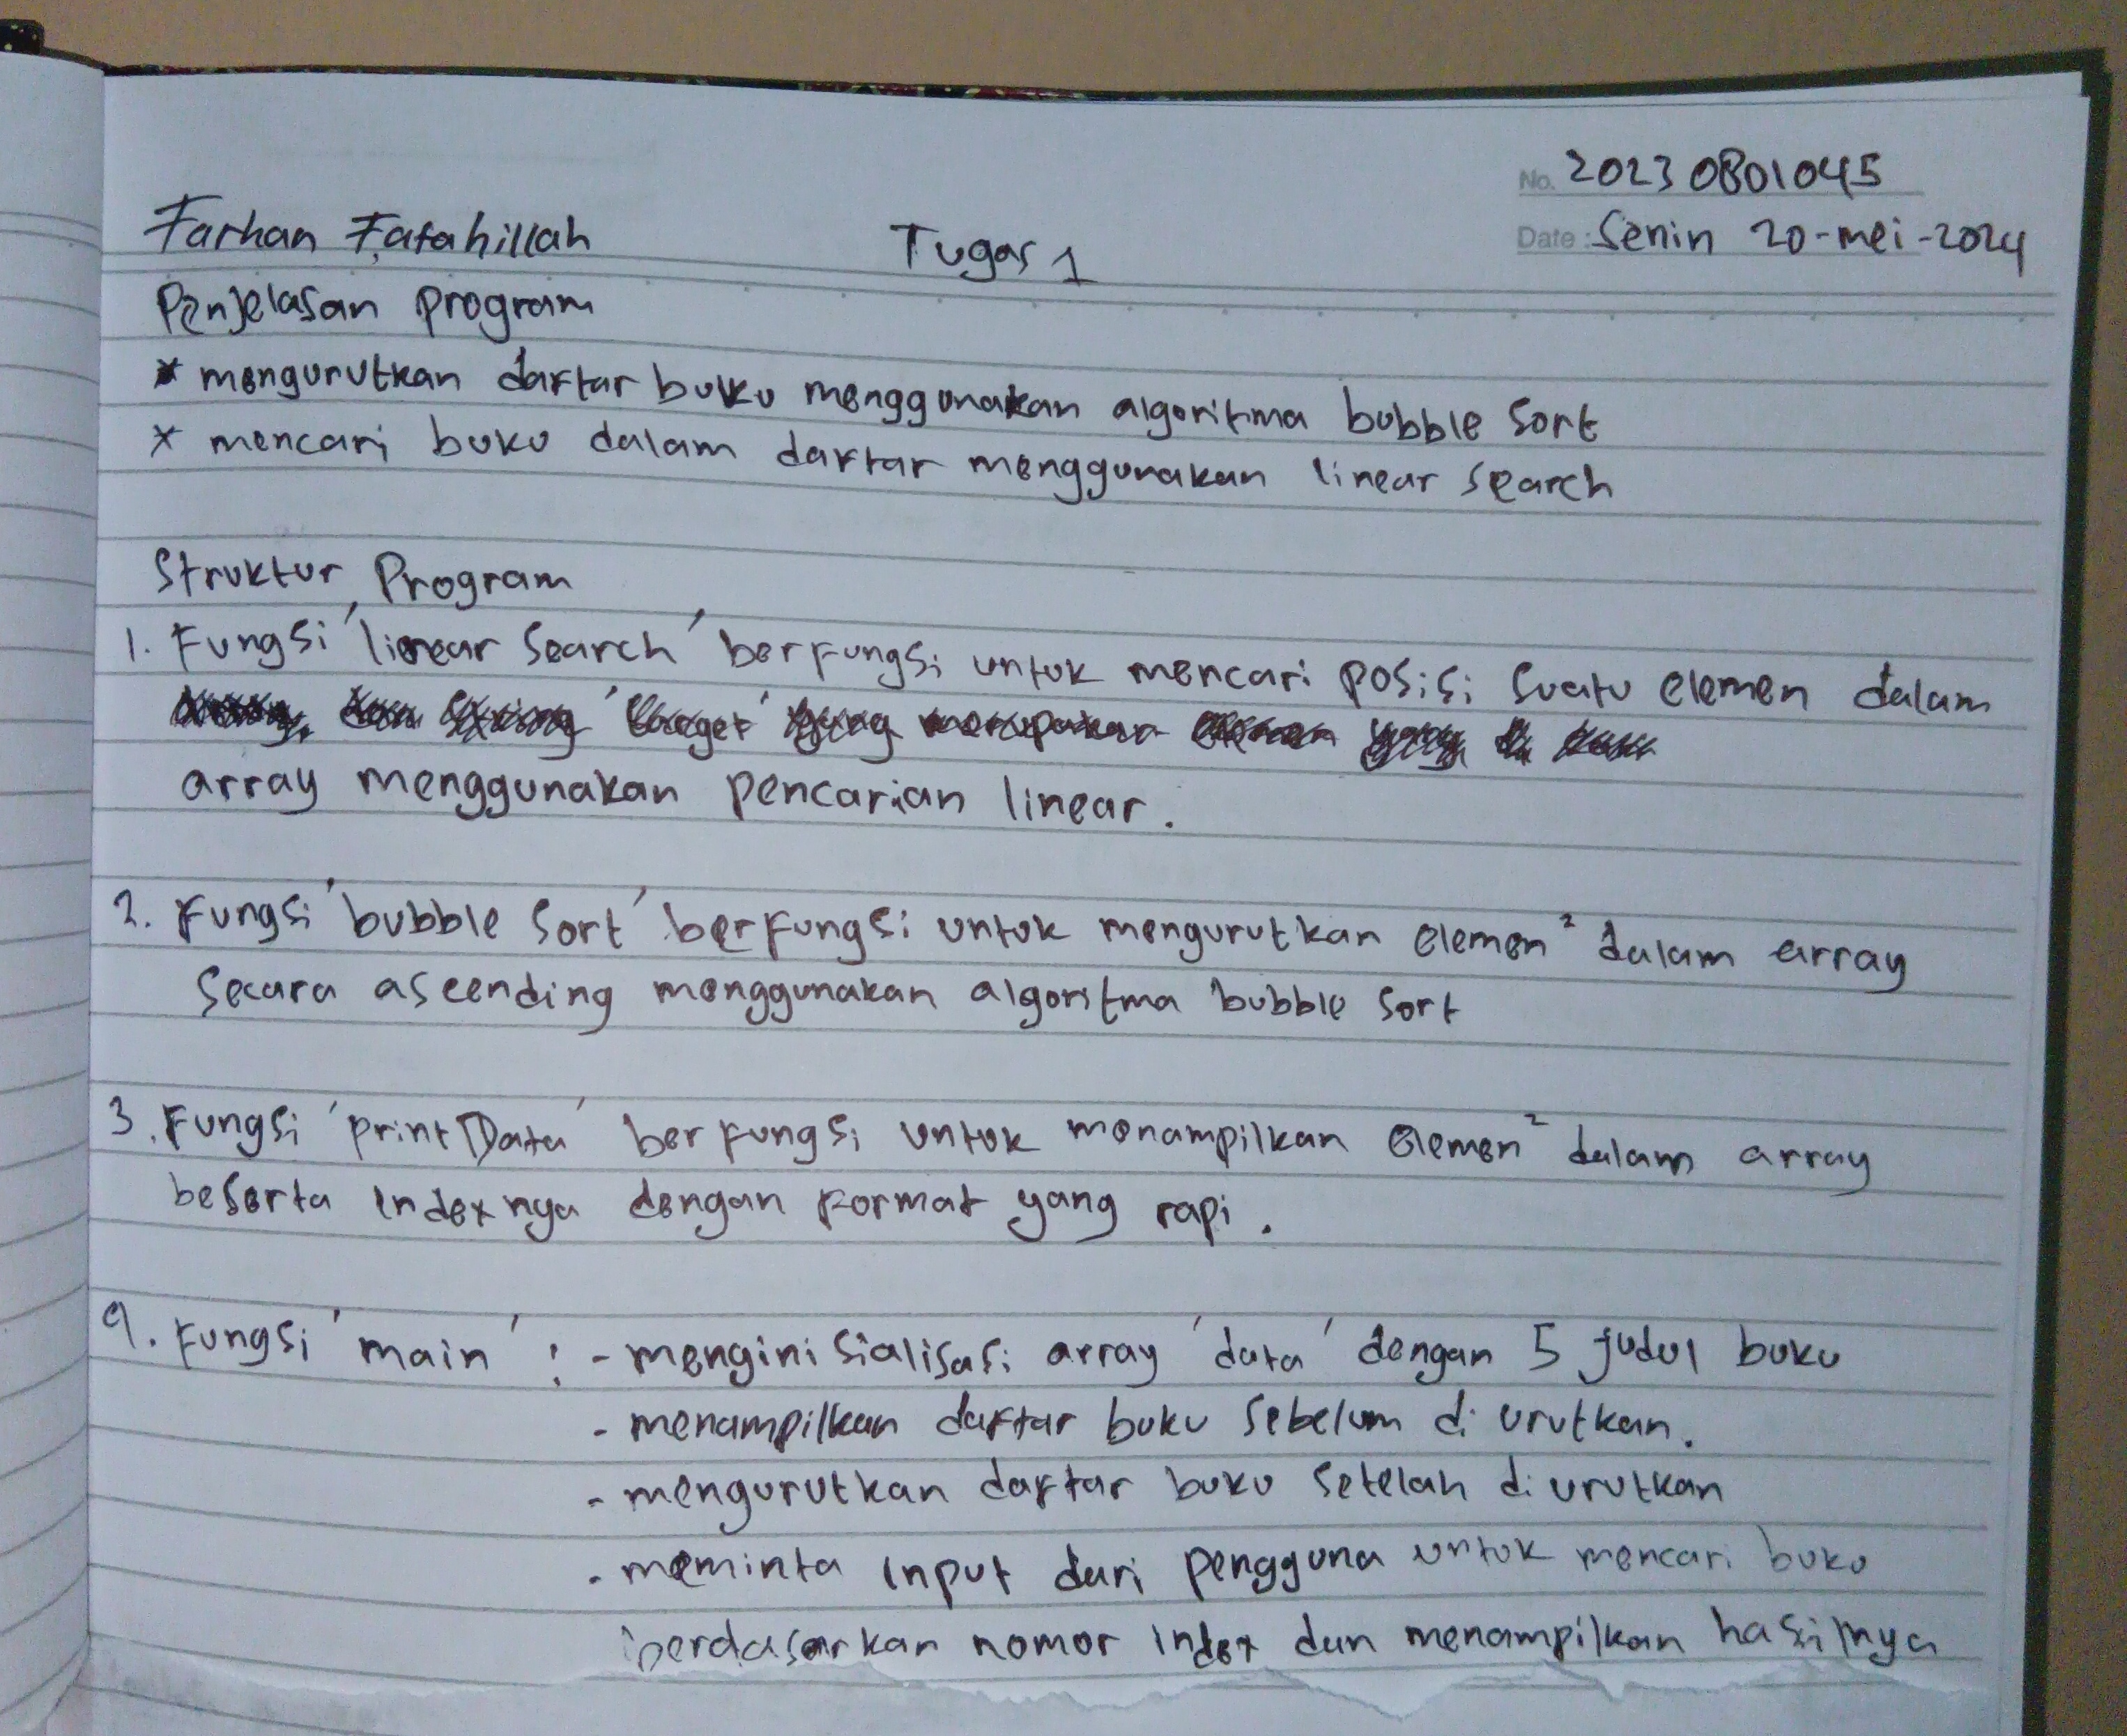 No. 20230801045
Farhan Fatahillah Tugas 1 Date : Senin 20-mei-2024
Penjelasan program
* mengurutkan daftar buku menggunakan algoritma bubble sort
* mencari buku dalam daftar menggunakan linear search
Struktur Program
1. Fungsi 'linear Search' berfungsi untuk mencari posisi suatu elemen dalam
array menggunakan pencarian linear.
2. Fungsi 'bubble Sort' berfungsi untuk mengurutkan elemen² dalam array
Secara ascending menggunakan algoritma bubble sort
3. Fungsi 'printData' berfungsi untuk menampilkan elemen² dalam array
beserta indexnya dengan format yang rapi.
4. Fungsi 'main' : - menginisialisasi array 'data' dengan 5 judul buku
- menampilkan daftar buku sebelum di urutkan.
- mengurutkan daftar buku setelah di urutkan
- meminta input dari pengguna untuk mencari buku
berdasarkan nomor index dan menampilkan hasilnya